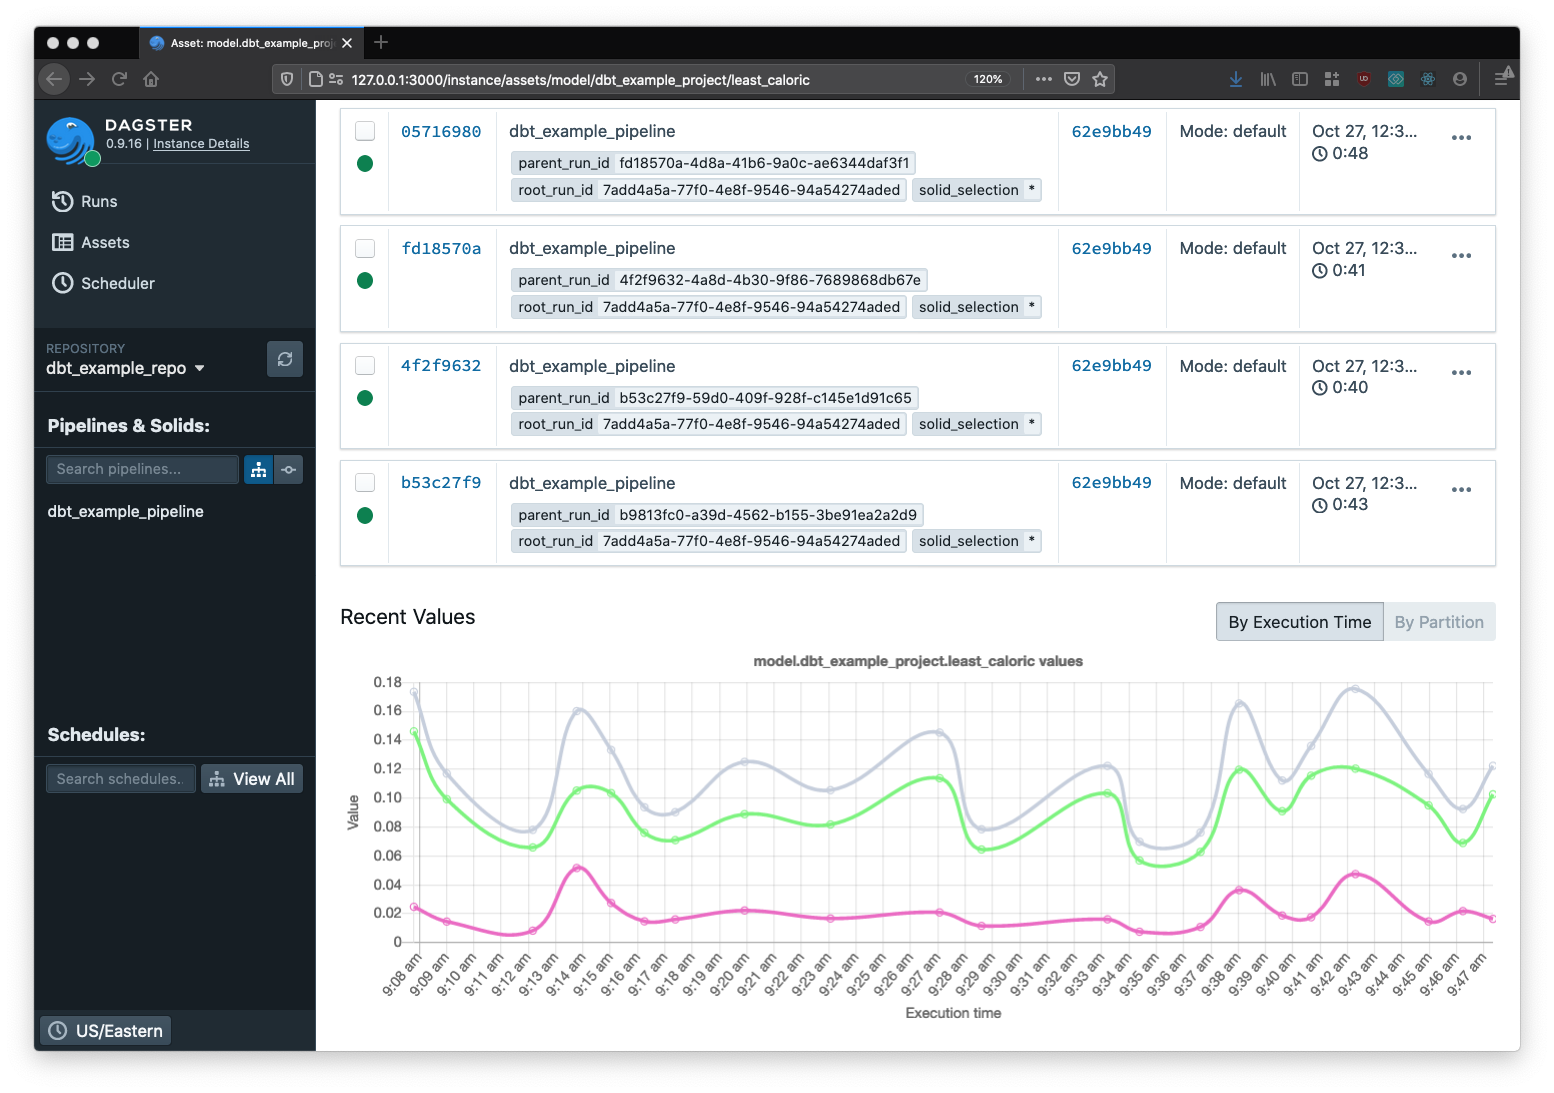 Asset: model.dbt_example_proj
127.0.0.1:3000/instance/assets/model/dbt_example_project/least_caloric
120%
DAGSTER
0.9.16 | Instance Details
Runs
Assets
Scheduler
REPOSITORY
dbt_example_repo
Pipelines & Solids:
Search pipelines...
dbt_example_pipeline
Schedules:
Search schedules..
View All
US/Eastern
05716980 dbt_example_pipeline 62e9bb49 Mode: default Oct 27, 12:3...
0:48
parent_run_id fd18570a-4d8a-41b6-9a0c-ae6344daf3f1
root_run_id 7add4a5a-77f0-4e8f-9546-94a54274aded solid_selection *
fd18570a dbt_example_pipeline 62e9bb49 Mode: default Oct 27, 12:3...
0:41
parent_run_id 4f2f9632-4a8d-4b30-9f86-7689868db67e
root_run_id 7add4a5a-77f0-4e8f-9546-94a54274aded solid_selection *
4f2f9632 dbt_example_pipeline 62e9bb49 Mode: default Oct 27, 12:3...
0:40
parent_run_id b53c27f9-59d0-409f-928f-c145e1d91c65
root_run_id 7add4a5a-77f0-4e8f-9546-94a54274aded solid_selection *
b53c27f9 dbt_example_pipeline 62e9bb49 Mode: default Oct 27, 12:3...
0:43
parent_run_id b9813fc0-a39d-4562-b155-3be91ea2a2d9
root_run_id 7add4a5a-77f0-4e8f-9546-94a54274aded solid_selection *
Recent Values
By Execution Time By Partition
model.dbt_example_project.least_caloric values
Value
0.18
0.16
0.14
0.12
0.10
0.08
0.06
0.04
0.02
0
9:08 am
9:09 am
9:10 am
9:11 am
9:12 am
9:13 am
9:14 am
9:15 am
9:16 am
9:17 am
9:18 am
9:19 am
9:20 am
9:21 am
9:22 am
9:23 am
9:24 am
9:25 am
9:26 am
9:27 am
9:28 am
9:29 am
9:30 am
9:31 am
9:32 am
9:33 am
9:34 am
9:35 am
9:36 am
9:37 am
9:38 am
9:39 am
9:40 am
9:41 am
9:42 am
9:43 am
9:44 am
9:45 am
9:46 am
9:47 am
Execution time